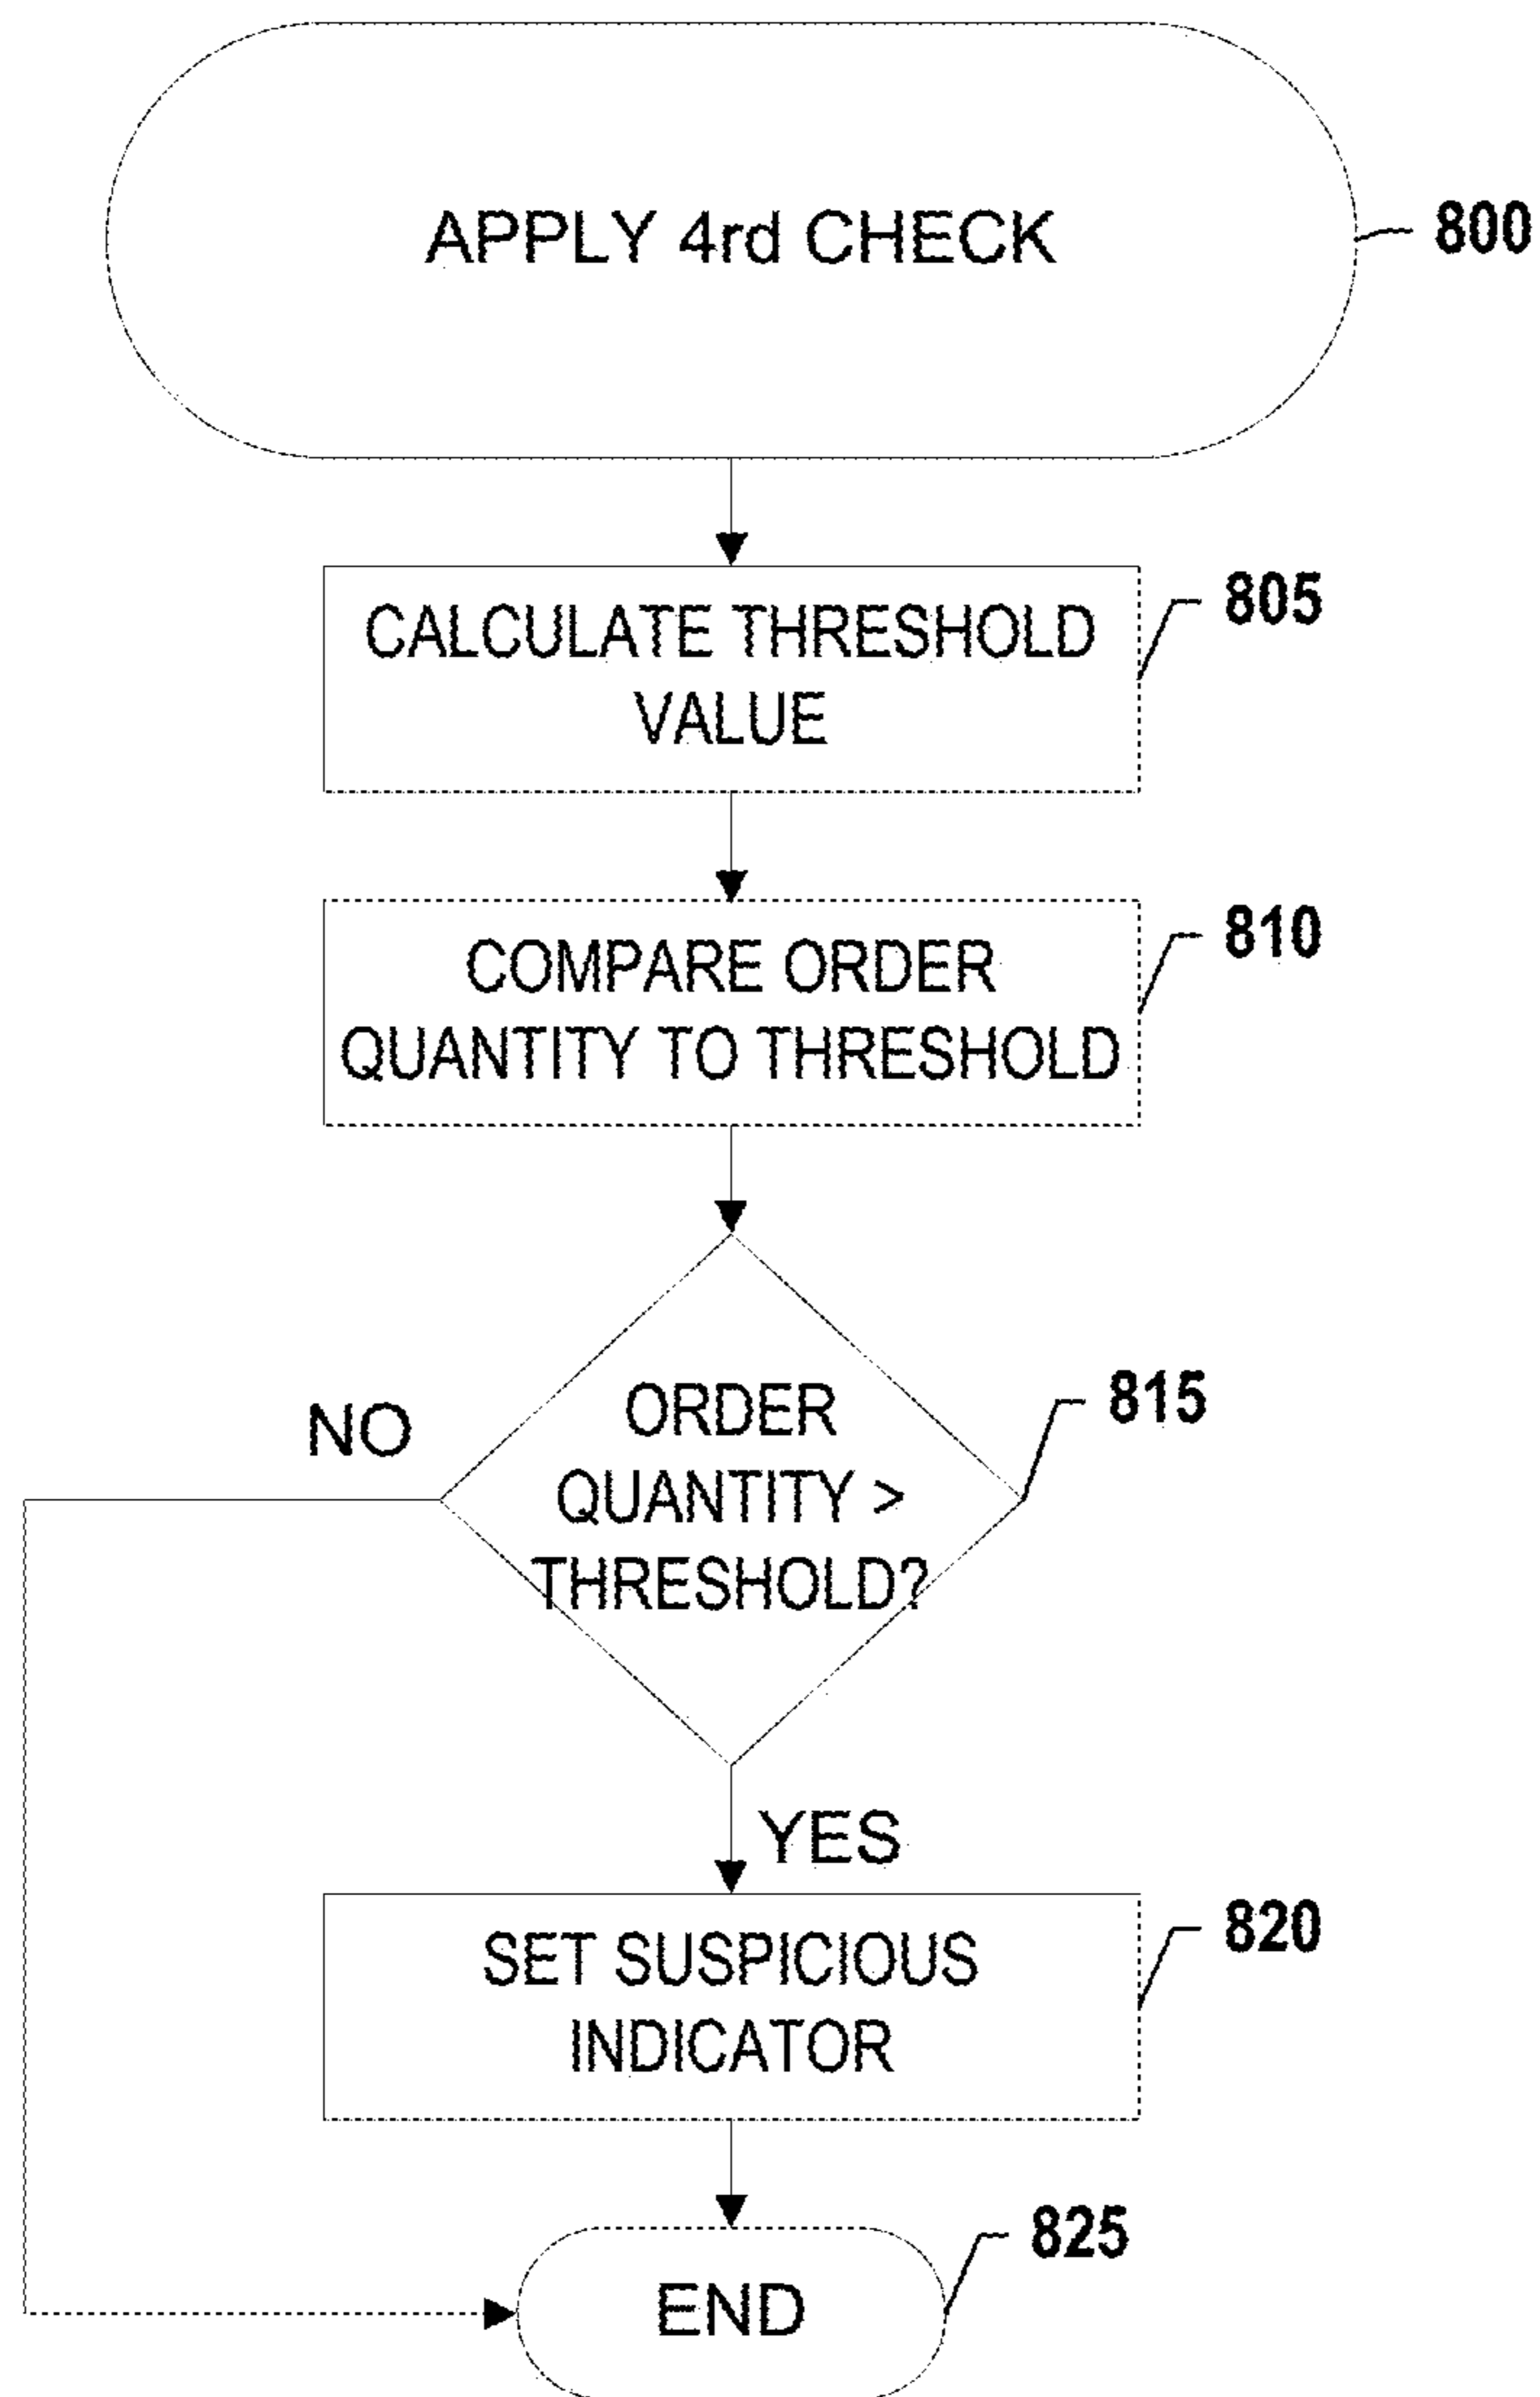 APPLY 4rd CHECK
800
CALCULATE THRESHOLD
VALUE
805
COMPARE ORDER
QUANTITY TO THRESHOLD
810
ORDER
QUANTITY >
THRESHOLD?
815
NO
YES
SET SUSPICIOUS
INDICATOR
820
END
825